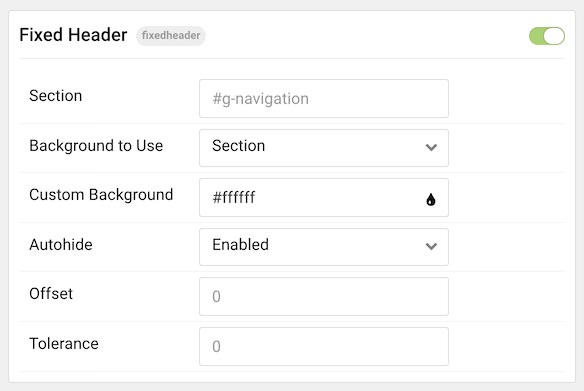 Fixed Header fixedheader
Section #g-navigation
Background to Use Section
Custom Background #ffffff
Autohide Enabled
Offset 0
Tolerance 0